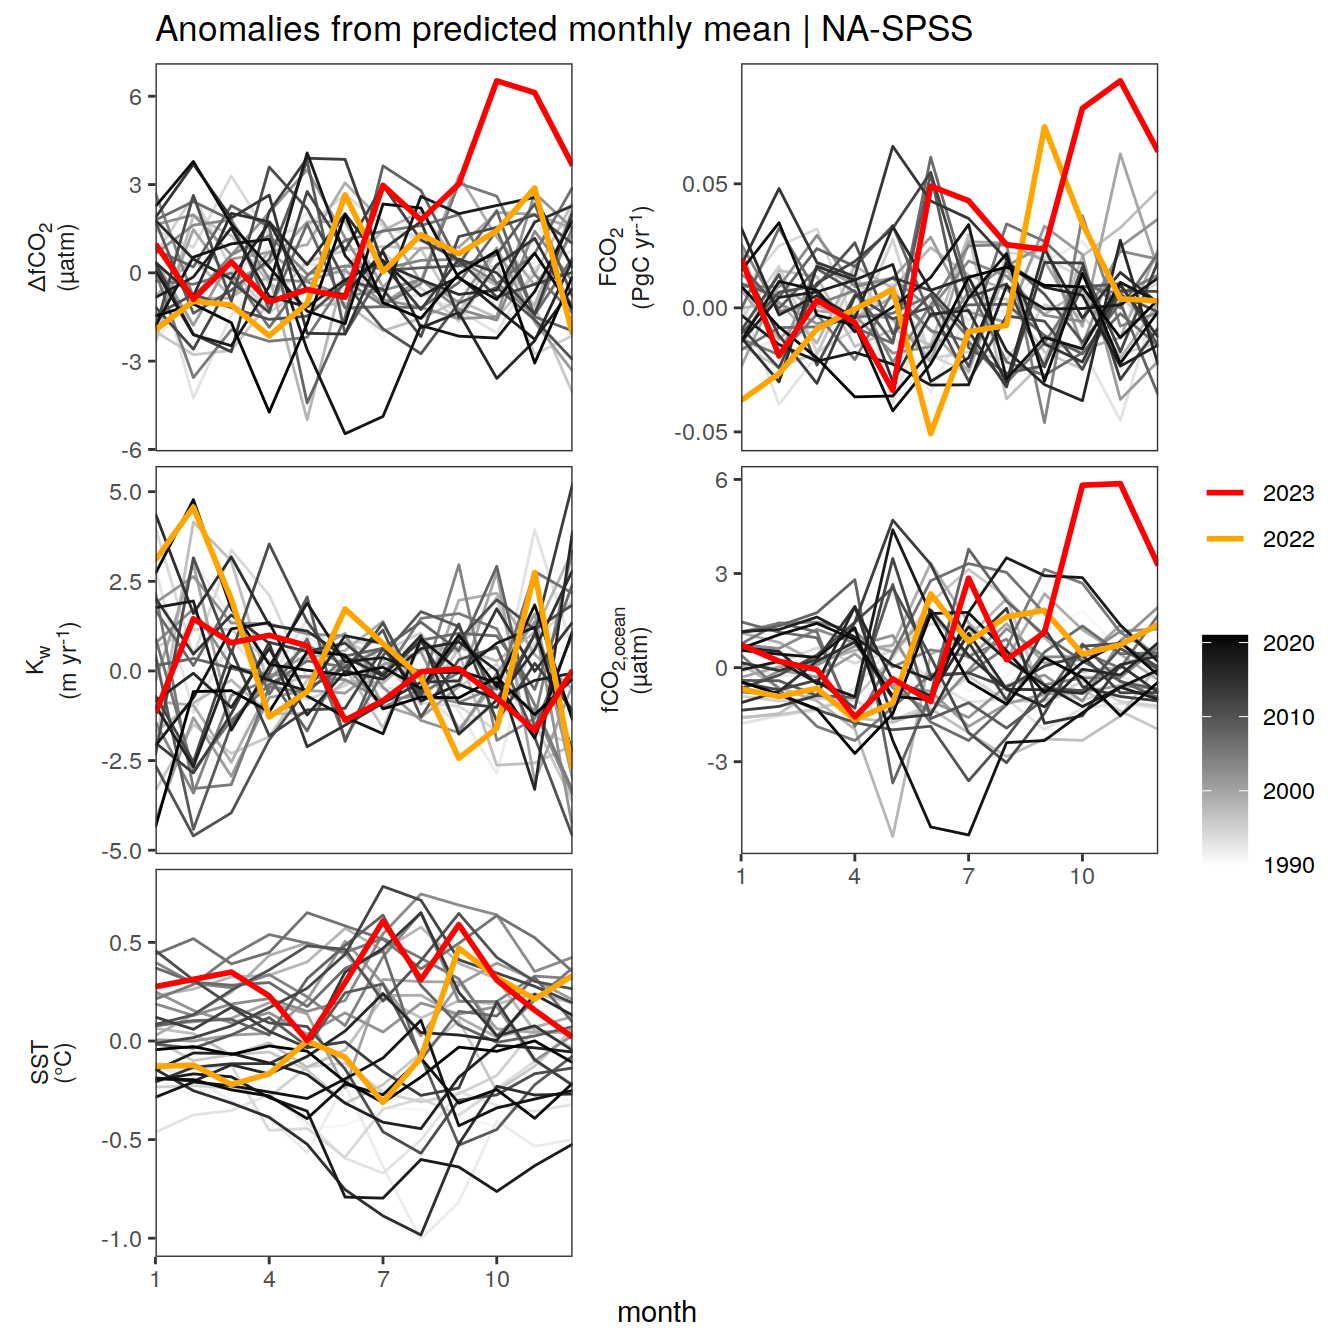 Anomalies from predicted monthly mean | NA-SPSS
ΔfCO2
(µatm)
6
3
0
-3
-6
FCO2
(PgC yr-1)
0.05
0.00
-0.05
Kw
(m yr-1)
5.0
2.5
0.0
-2.5
-5.0
fCO2,ocean
(µatm)
6
3
0
-3
1
4
7
10
SST
(°C)
0.5
0.0
-0.5
-1.0
1
4
7
10
month
2023
2022
2020
2010
2000
1990